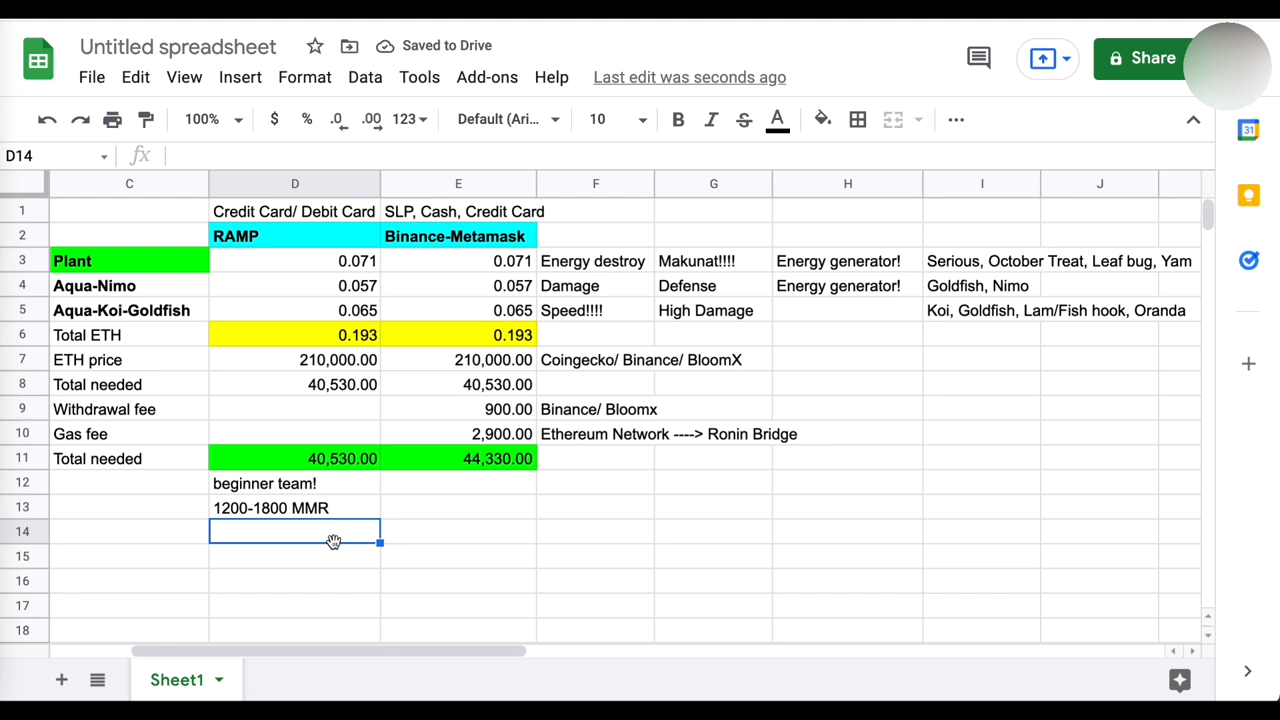 Untitled spreadsheet Saved to Drive
File Edit View Insert Format Data Tools Add-ons Help Last edit was seconds ago Share
100% $ % .0 .00 123 Default (Ari... 10 B I S A
31
D14 fx
C D E F G H I J
1 Credit Card/ Debit Card SLP, Cash, Credit Card
2 RAMP Binance-Metamask
3 Plant 0.071 0.071 Energy destroy Makunat!!!! Energy generator! Serious, October Treat, Leaf bug, Yam
4 Aqua-Nimo 0.057 0.057 Damage Defense Energy generator! Goldfish, Nimo
5 Aqua-Koi-Goldfish 0.065 0.065 Speed!!!! High Damage Koi, Goldfish, Lam/Fish hook, Oranda
6 Total ETH 0.193 0.193
7 ETH price 210,000.00 210,000.00 Coingecko/ Binance/ BloomX
8 Total needed 40,530.00 40,530.00
9 Withdrawal fee 900.00 Binance/ Bloomx
10 Gas fee 2,900.00 Ethereum Network ----> Ronin Bridge
11 Total needed 40,530.00 44,330.00
12 beginner team!
13 1200-1800 MMR
14
15
16
17
18
Sheet1